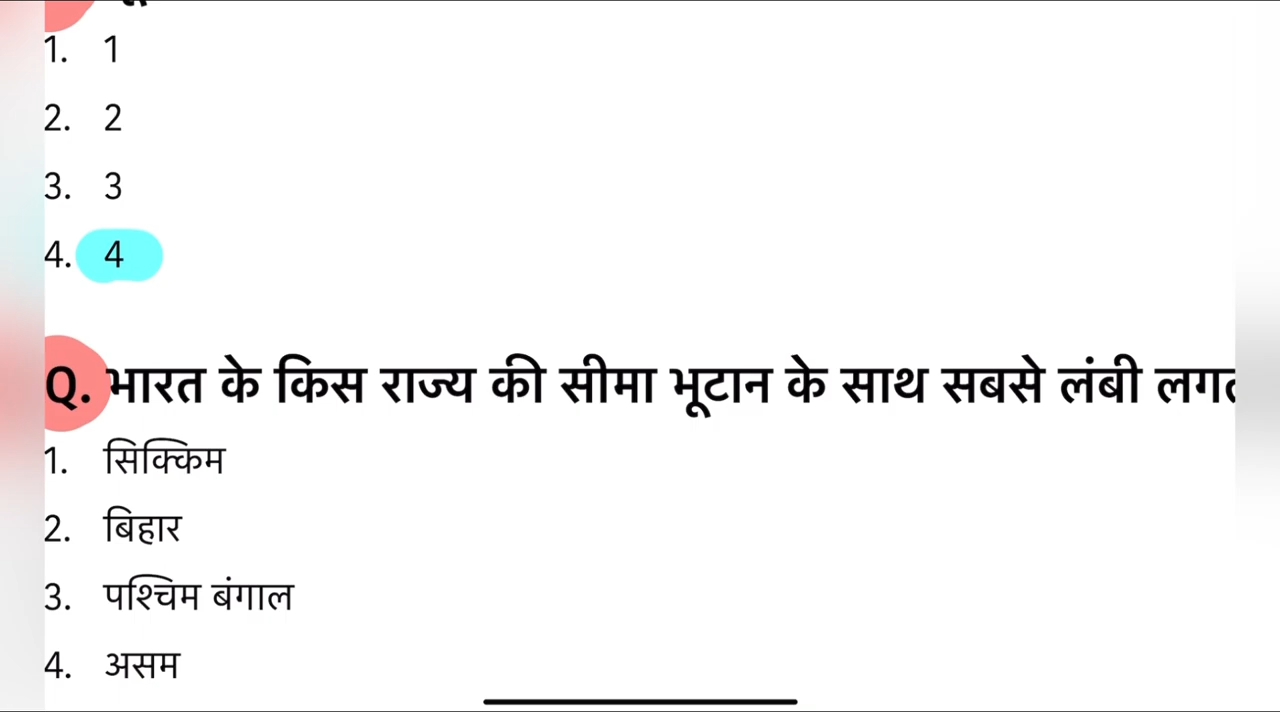 1. 1
2. 2
3. 3
4. 4
Q. भारत के किस राज्य की सीमा भूटान के साथ सबसे लंबी
1. सिक्किम
2. बिहार
3. पश्चिम बंगाल
4. असम